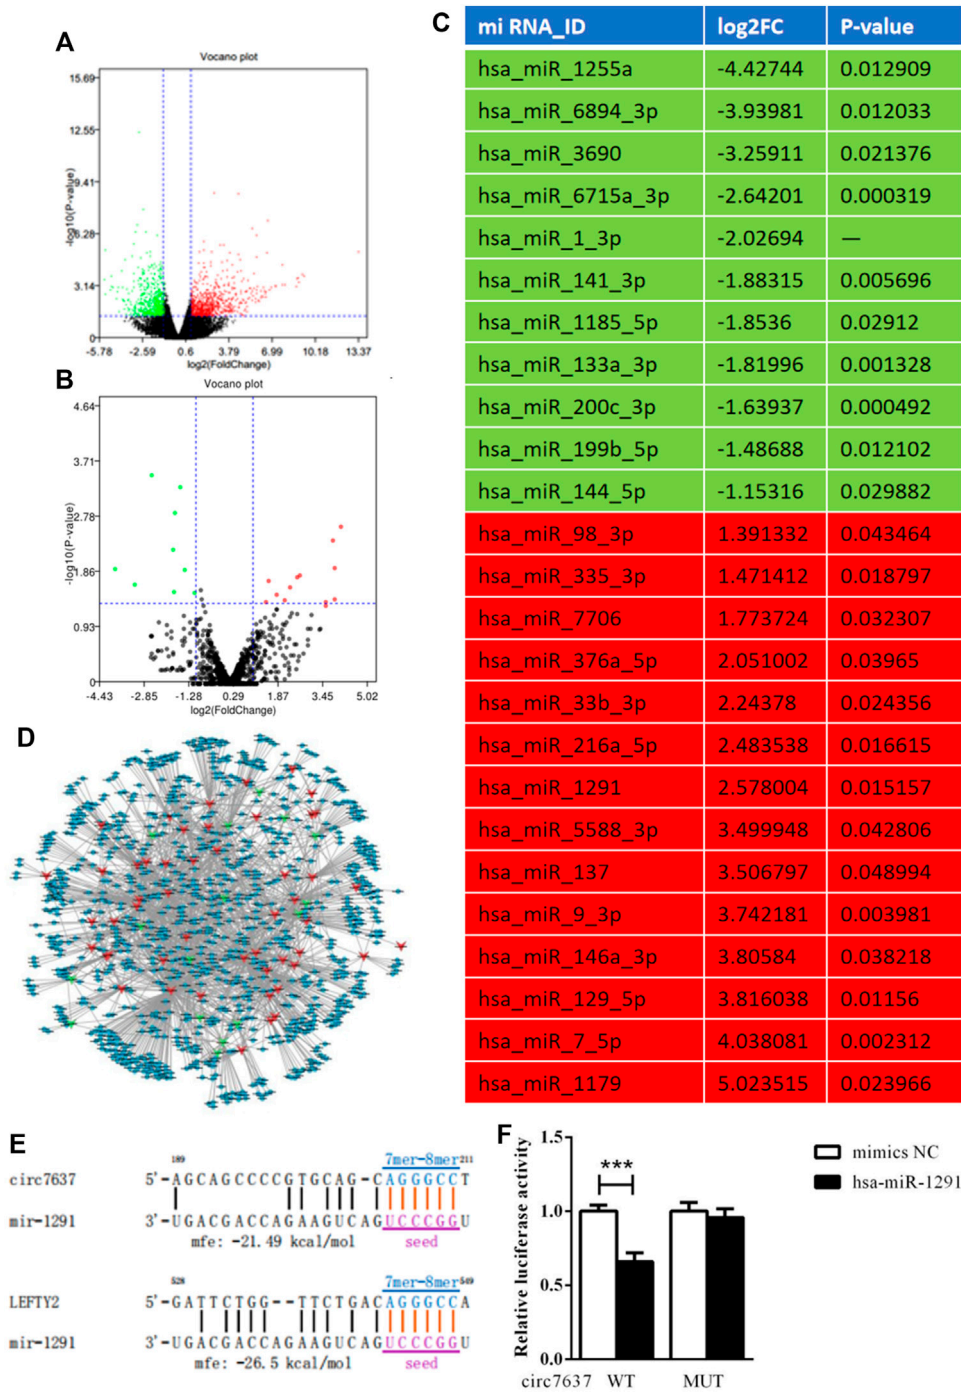 A
Vocano plot
15.69
12.55
9.41
6.28
3.14
0
-log10(P-value)
-5.78 -2.59 0.6 3.79 6.99 10.18 13.37
log2(FoldChange)
B
Vocano plot
4.64
3.71
2.78
1.86
0.93
0
-log10(P-value)
-4.43 -2.85 -1.28 0.29 1.87 3.45 5.02
log2(FoldChange)
C
mi RNA_ID log2FC P-value
hsa_miR_1255a -4.42744 0.012909
hsa_miR_6894_3p -3.93981 0.012033
hsa_miR_3690 -3.25911 0.021376
hsa_miR_6715a_3p -2.64201 0.000319
hsa_miR_1_3p -2.02694 —
hsa_miR_141_3p -1.88315 0.005696
hsa_miR_1185_5p -1.8536 0.02912
hsa_miR_133a_3p -1.81996 0.001328
hsa_miR_200c_3p -1.63937 0.000492
hsa_miR_199b_5p -1.48688 0.012102
hsa_miR_144_5p -1.15316 0.029882
hsa_miR_98_3p 1.391332 0.043464
hsa_miR_335_3p 1.471412 0.018797
hsa_miR_7706 1.773724 0.032307
hsa_miR_376a_5p 2.051002 0.03965
hsa_miR_33b_3p 2.24378 0.024356
hsa_miR_216a_5p 2.483538 0.016615
hsa_miR_1291 2.578004 0.015157
hsa_miR_5588_3p 3.499948 0.042806
hsa_miR_137 3.506797 0.048994
hsa_miR_9_3p 3.742181 0.003981
hsa_miR_146a_3p 3.80584 0.038218
hsa_miR_129_5p 3.816038 0.01156
hsa_miR_7_5p 4.038081 0.002312
hsa_miR_1179 5.023515 0.023966
D
E
189 7mer-8mer 211
circ7637 5'-AGCAGCCCCGTGCAG-CAGGGCCT
mir-1291 3'-UGACGACCAGAAGUCAGUCCCGGU
mfe: -21.49 kcal/mol seed
528 7mer-8mer 549
LEFTY2 5'-GATTCTGG--TTCTGACAGGGCCA
mir-1291 3'-UGACGACCAGAAGUCAGUCCCGGU
mfe: -26.5 kcal/mol seed
F
Relative luciferase activity
1.5
1.0
0.5
0.0
***
mimics NC
hsa-miR-1291
circ7637 WT MUT